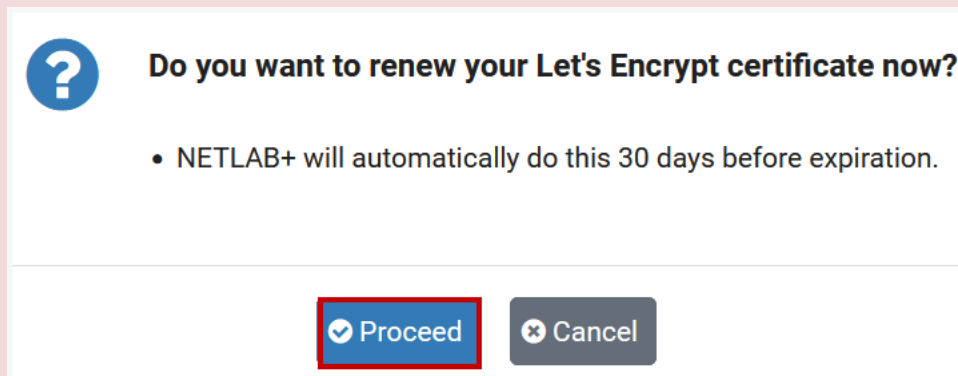 Do you want to renew your Let's Encrypt certificate now?
• NETLAB+ will automatically do this 30 days before expiration.
Proceed
Cancel